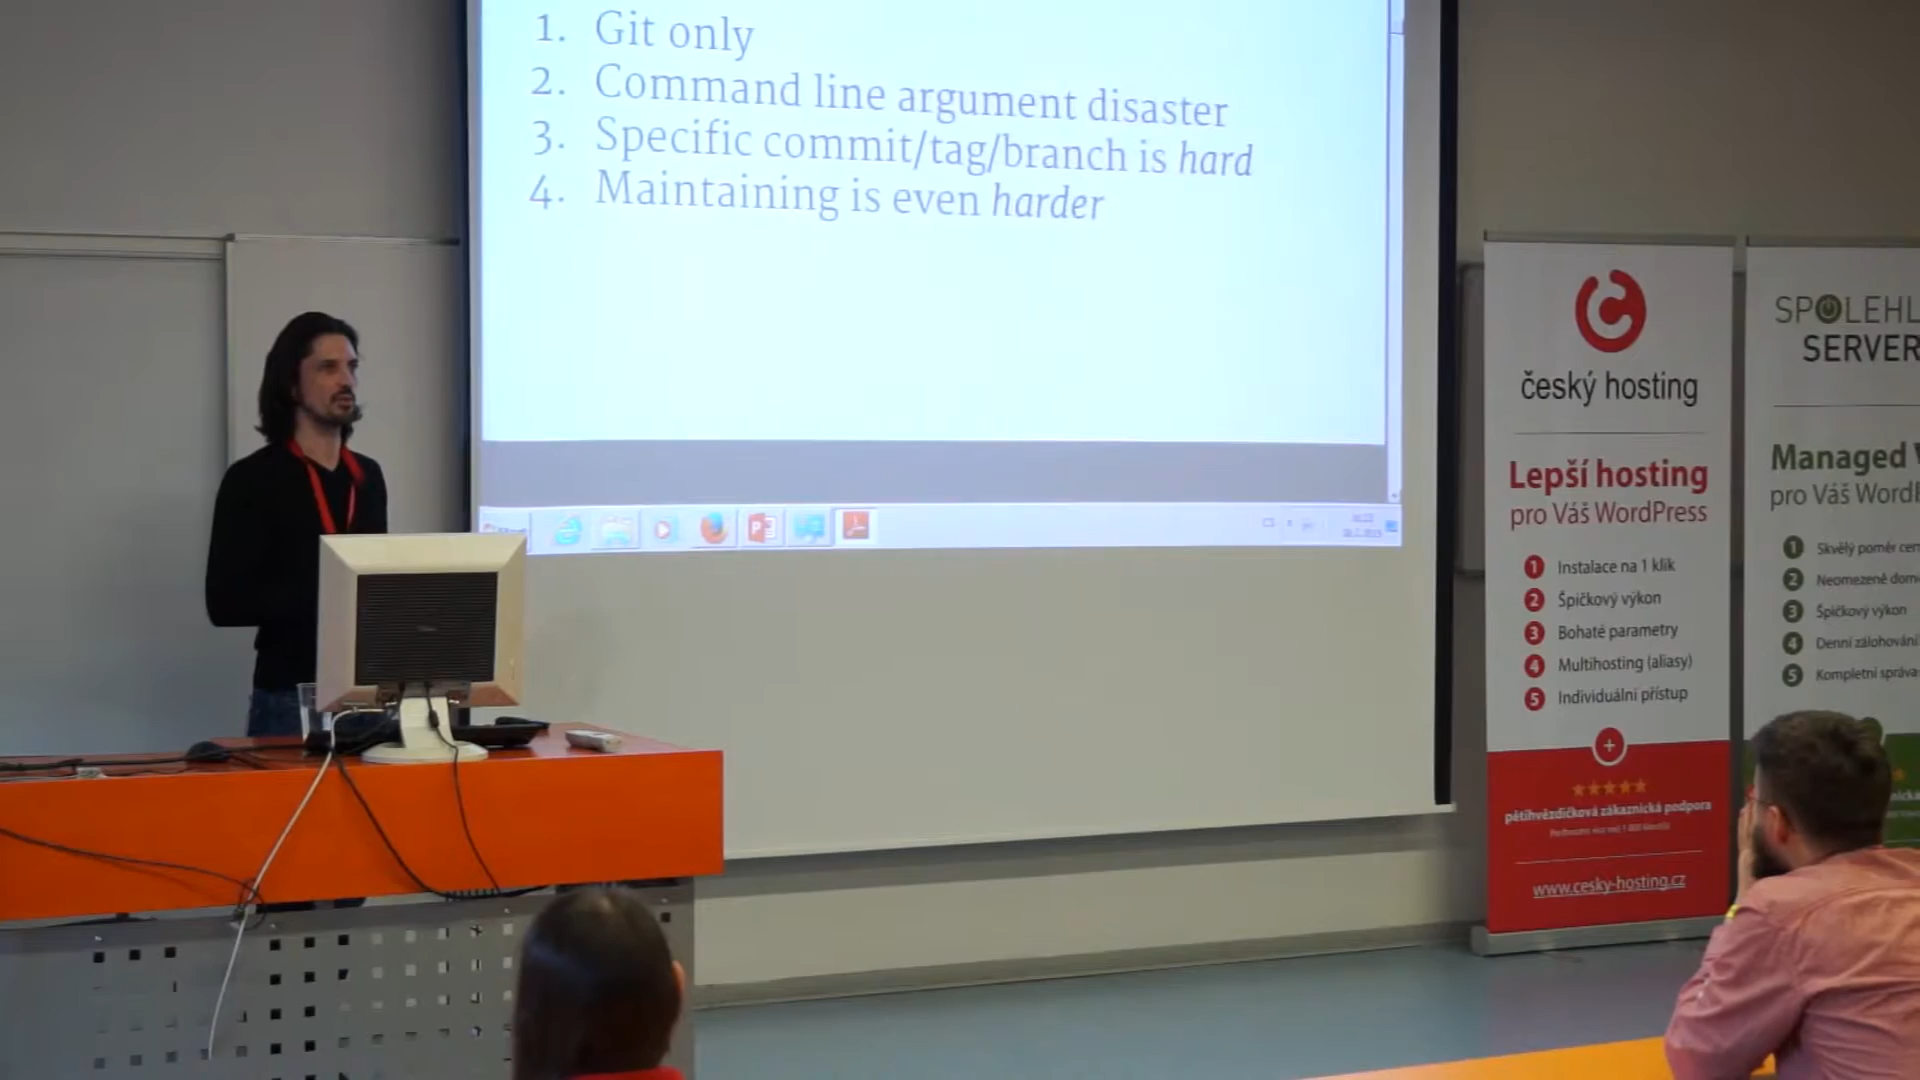 1. Git only
2. Command line argument disaster
3. Specific commit/tag/branch is hard
4. Maintaining is even harder
český hosting
Lepší hosting
pro Váš WordPress
1 Instalace na 1 klik
2 Špičkový výkon
3 Bohaté parametry
4 Multihosting (aliasy)
5 Individuální přístup
+
pětihvězdičková zákaznická podpora
www.cesky-hosting.cz
SPOLEHL
SERVER
Managed
pro Váš Word
1 Skvělý poměr
2 Neomezené
3 Špičkový výkon
4 Denní zálohování
5 Kompletní správa
CS